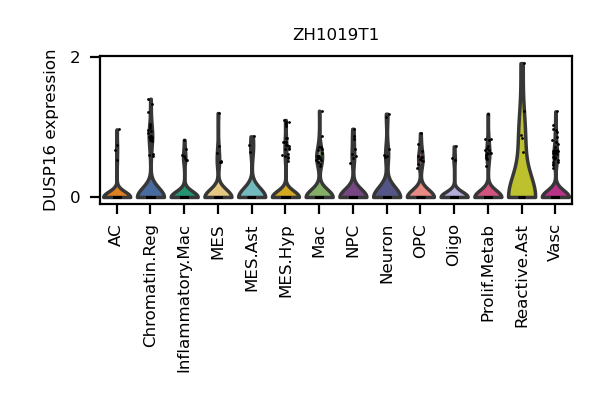 ZH1019T1
DUSP16 expression
2
0
AC
Chromatin.Reg
Inflammatory.Mac
MES
MES.Ast
MES.Hyp
Mac
NPC
Neuron
OPC
Oligo
Prolif.Metab
Reactive.Ast
Vasc